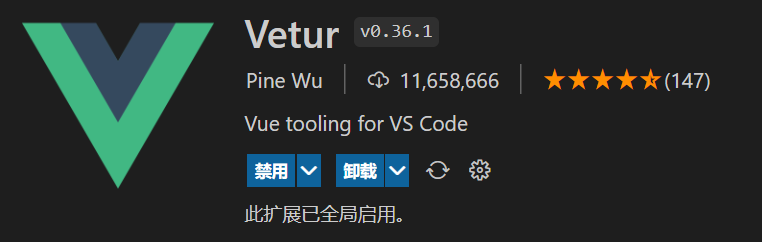 Vetur v0.36.1
Pine Wu 11,658,666 (147)
Vue tooling for VS Code
禁用 卸载
此扩展已全局启用。